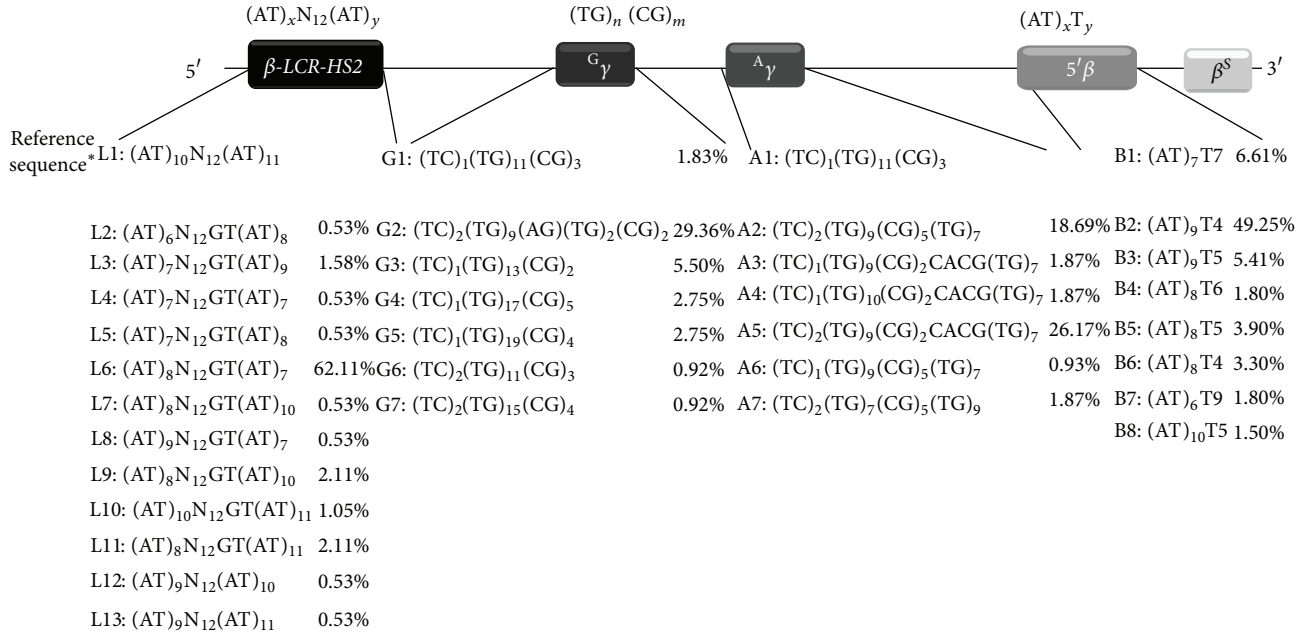 (AT)ₓN₁₂(AT)ᵧ (TG)ₙ (CG)ₘ (AT)ₓTᵧ
5′ β-LCR-HS2 ᴳγ ᴬγ 5′β βˢ 3′
Reference
sequence* L1: (AT)₁₀N₁₂(AT)₁₁ G1: (TC)₁(TG)₁₁(CG)₃ 1.83% A1: (TC)₁(TG)₁₁(CG)₃ B1: (AT)₇T7 6.61%
L2: (AT)₆N₁₂GT(AT)₈ 0.53% G2: (TC)₂(TG)₉(AG)(TG)₂(CG)₂ 29.36% A2: (TC)₂(TG)₉(CG)₅(TG)₇ 18.69% B2: (AT)₉T4 49.25%
L3: (AT)₇N₁₂GT(AT)₉ 1.58% G3: (TC)₁(TG)₁₃(CG)₂ 5.50% A3: (TC)₁(TG)₉(CG)₂CACG(TG)₇ 1.87% B3: (AT)₉T5 5.41%
L4: (AT)₇N₁₂GT(AT)₇ 0.53% G4: (TC)₁(TG)₁₇(CG)₅ 2.75% A4: (TC)₁(TG)₁₀(CG)₂CACG(TG)₇ 1.87% B4: (AT)₈T6 1.80%
L5: (AT)₇N₁₂GT(AT)₈ 0.53% G5: (TC)₁(TG)₁₉(CG)₄ 2.75% A5: (TC)₂(TG)₉(CG)₂CACG(TG)₇ 26.17% B5: (AT)₈T5 3.90%
L6: (AT)₈N₁₂GT(AT)₇ 62.11% G6: (TC)₂(TG)₁₁(CG)₃ 0.92% A6: (TC)₁(TG)₉(CG)₅(TG)₇ 0.93% B6: (AT)₈T4 3.30%
L7: (AT)₈N₁₂GT(AT)₁₀ 0.53% G7: (TC)₂(TG)₁₅(CG)₄ 0.92% A7: (TC)₂(TG)₇(CG)₅(TG)₉ 1.87% B7: (AT)₆T9 1.80%
L8: (AT)₉N₁₂GT(AT)₇ 0.53% B8: (AT)₁₀T5 1.50%
L9: (AT)₈N₁₂GT(AT)₁₀ 2.11%
L10: (AT)₁₀N₁₂GT(AT)₁₁ 1.05%
L11: (AT)₈N₁₂GT(AT)₁₁ 2.11%
L12: (AT)₉N₁₂(AT)₁₀ 0.53%
L13: (AT)₉N₁₂(AT)₁₁ 0.53%